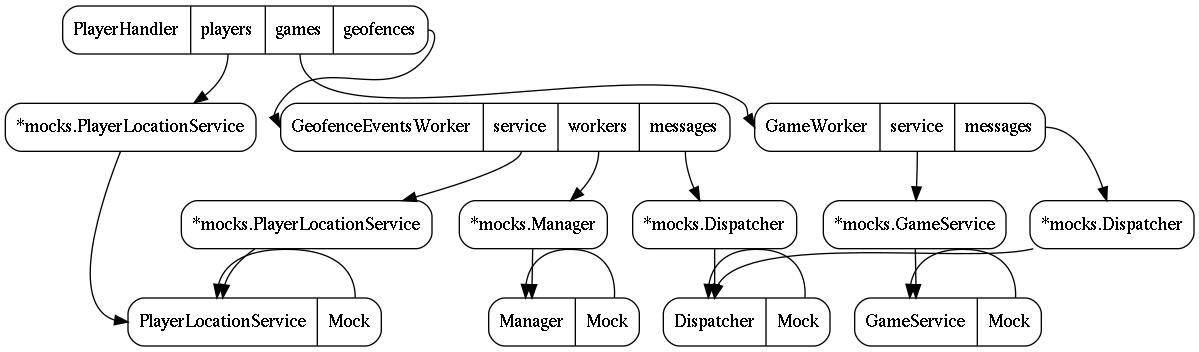 PlayerHandler players games geofences
*mocks.PlayerLocationService
GeofenceEventsWorker service workers messages
GameWorker service messages
*mocks.PlayerLocationService
*mocks.Manager
*mocks.Dispatcher
*mocks.GameService
*mocks.Dispatcher
PlayerLocationService Mock
Manager Mock
Dispatcher Mock
GameService Mock